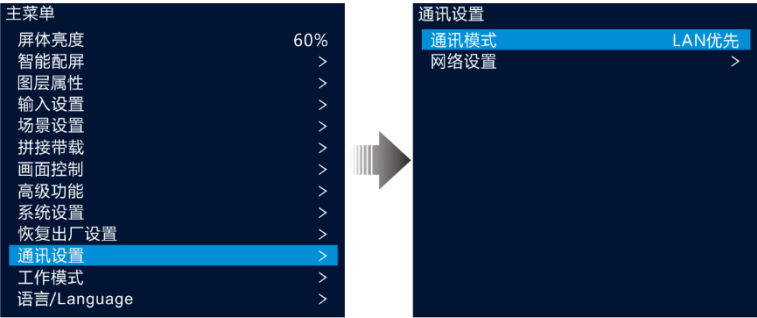 主菜单
屏体亮度 60%
智能配屏 >
图层属性 >
输入设置 >
场景设置 >
拼接带载 >
画面控制 >
高级功能 >
系统设置 >
恢复出厂设置 >
通讯设置 >
工作模式 >
语言/Language >
通讯设置
通讯模式 LAN优先
网络设置 >